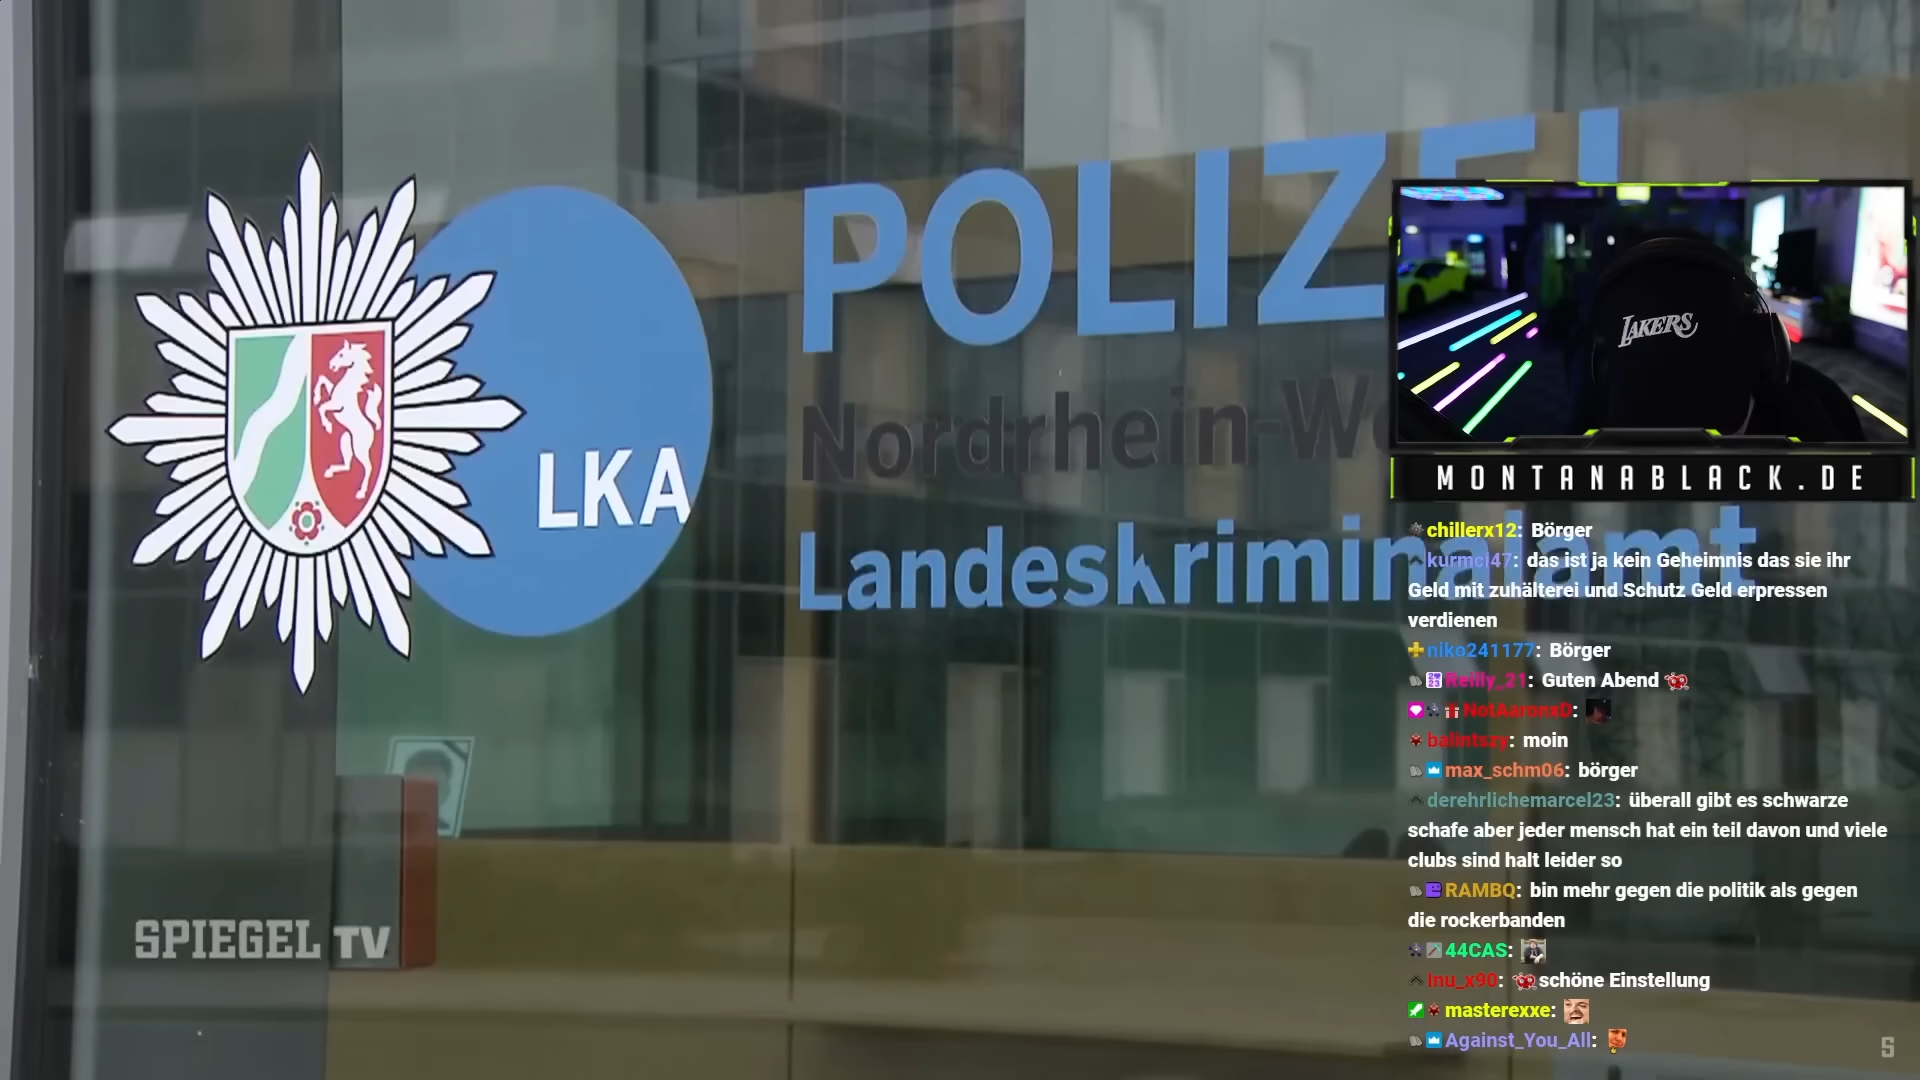 POLIZEI
Nordrhein-We
LKA
Landeskriminalamt
SPIEGEL TV
LAKERS
MONTANABLACK.DE
chillerx12: Börger
kurmcl47: das ist ja kein Geheimnis das sie ihr
Geld mit zuhälterei und Schutz Geld erpressen
verdienen
niko241177: Börger
Reilly_21: Guten Abend
NotAaronxD:
balintszy: moin
max_schm06: börger
derehrlichemarcel23: überall gibt es schwarze
schafe aber jeder mensch hat ein teil davon und viele
clubs sind halt leider so
RAMBQ: bin mehr gegen die politik als gegen
die rockerbanden
44CAS:
Inu_x90: schöne Einstellung
masterexxe:
Against_You_All:
S